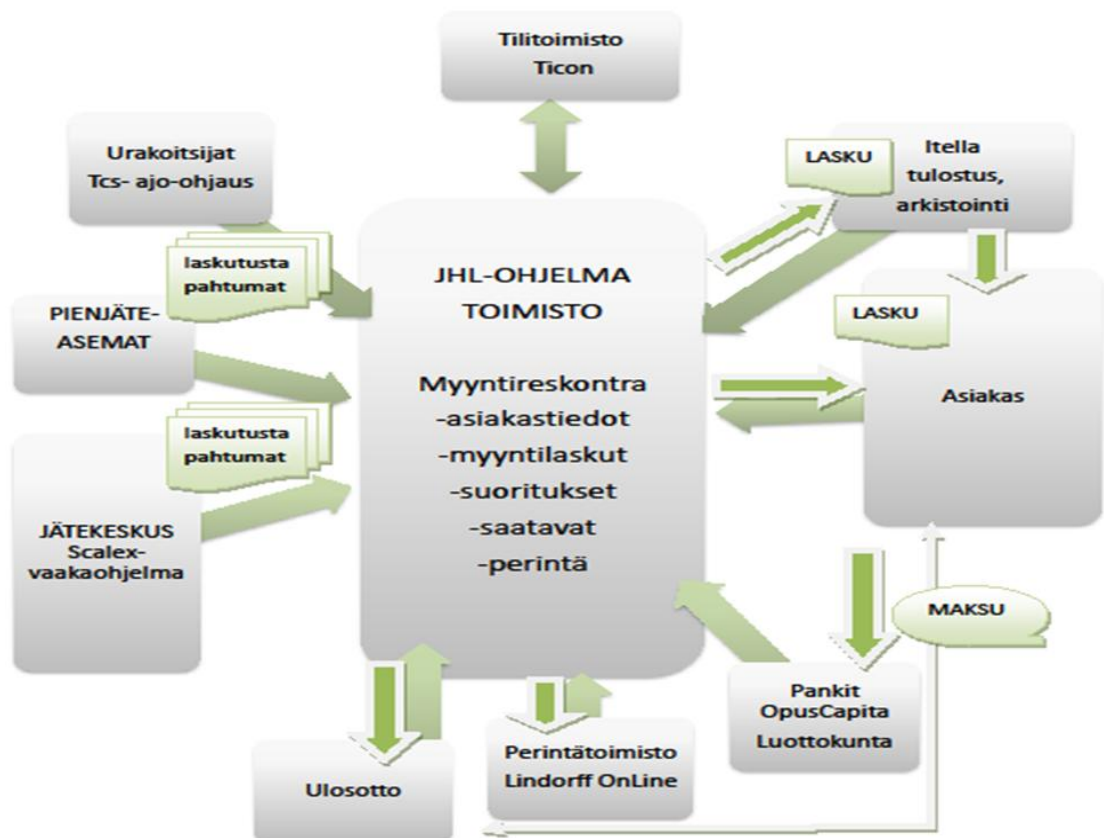 Tilitoimisto
Ticon
Urakoitsijat
Tcs- ajo-ohjaus
LASKU
Itella
tulostus,
arkistointi
laskutusta
pahtumat
PIENJÄTE-
ASEMAT
JHL-OHJELMA
TOIMISTO
Myyntireskontra
-asiakastiedot
-myyntilaskut
-suoritukset
-saatavat
-perintä
LASKU
Asiakas
laskutusta
pahtumat
JÄTEKESKUS
Scalex-
vaakaohjelma
MAKSU
Pankit
OpusCapita
Luottokunta
Perintätoimisto
Lindorff OnLine
Ulosotto